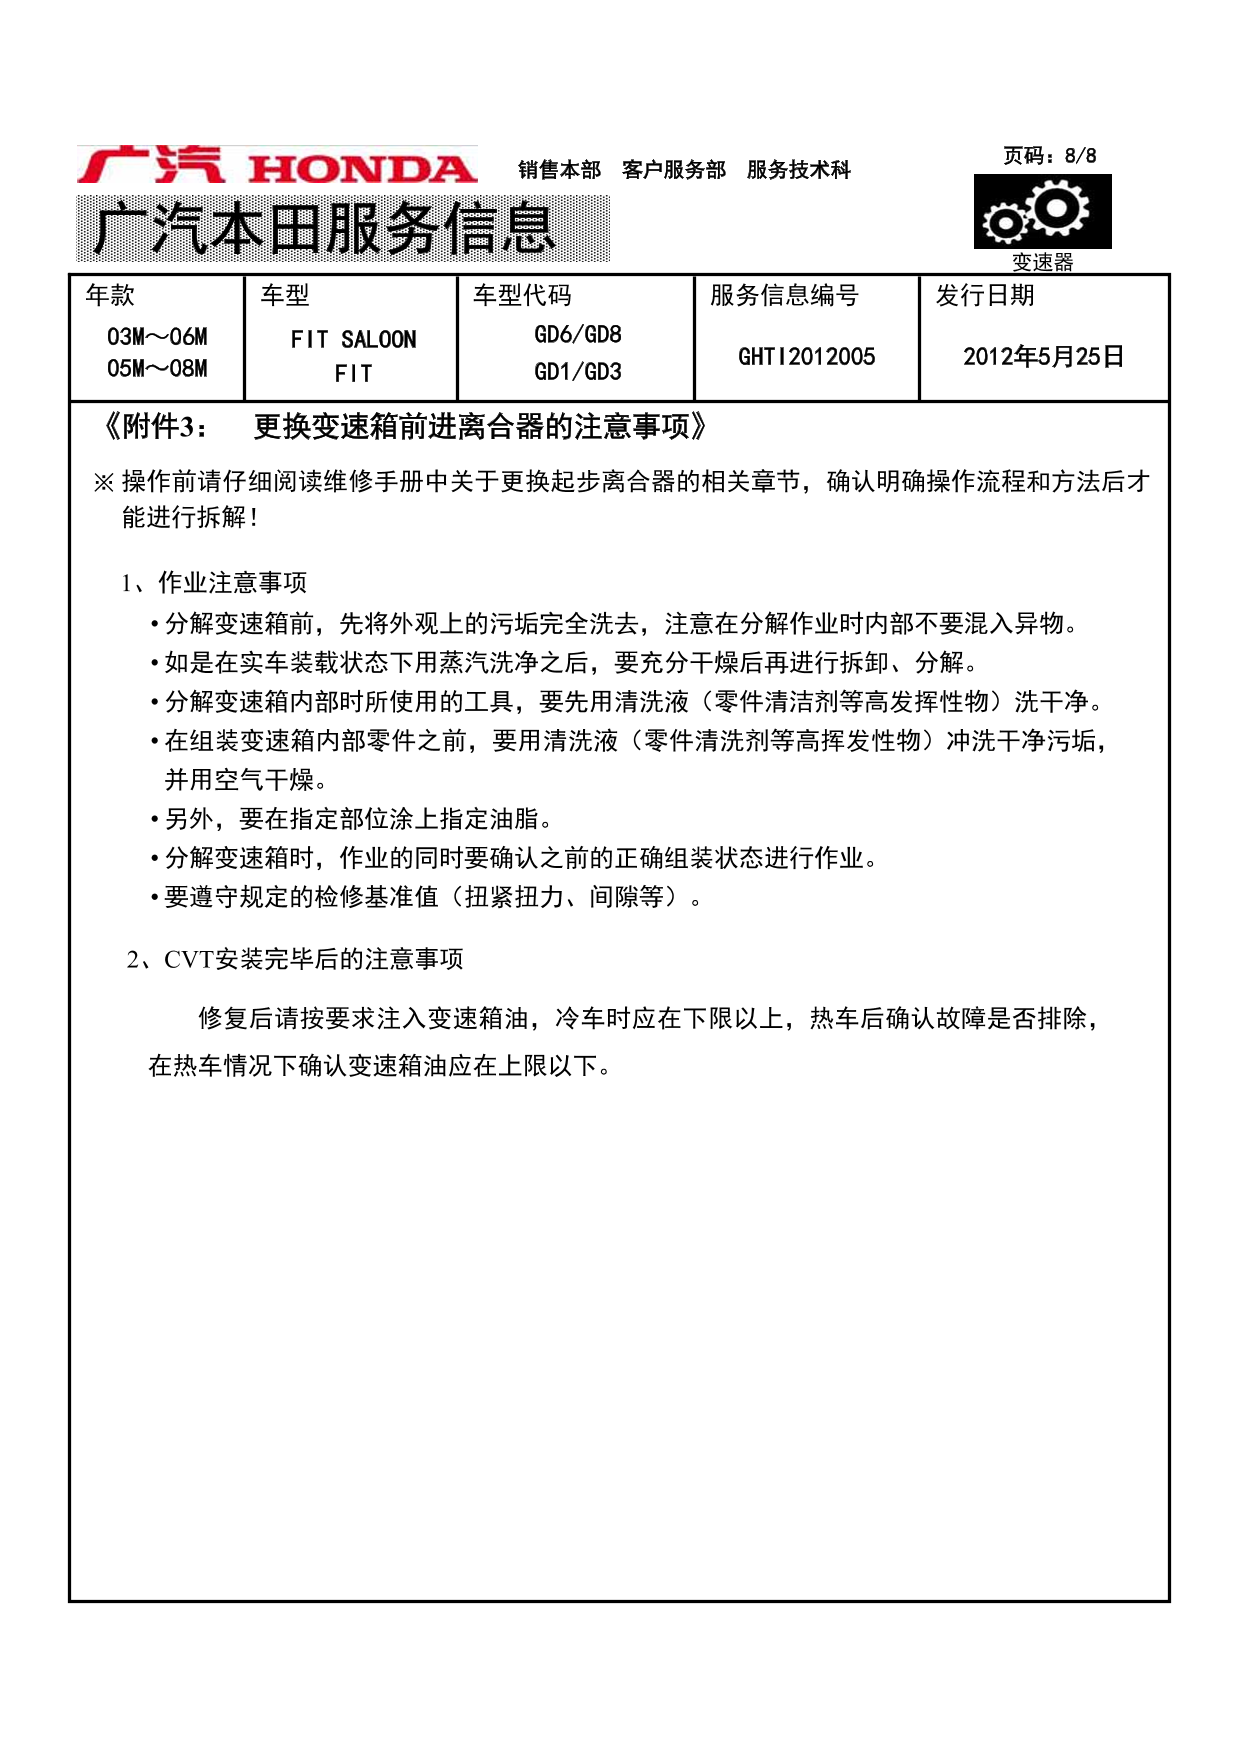 广汽 HONDA 销售本部 客户服务部 服务技术科
页码：8/8
广汽本田服务信息
变速器
年款 车型 车型代码 服务信息编号 发行日期
03M～06M FIT SALOON GD6/GD8
GHTI2012005 2012年5月25日
05M～08M FIT GD1/GD3
《附件3： 更换变速箱前进离合器的注意事项》
※ 操作前请仔细阅读维修手册中关于更换起步离合器的相关章节，确认明确操作流程和方法后才
能进行拆解！
1、作业注意事项
•分解变速箱前，先将外观上的污垢完全洗去，注意在分解作业时内部不要混入异物。
•如是在实车装载状态下用蒸汽洗净之后，要充分干燥后再进行拆卸、分解。
•分解变速箱内部时所使用的工具，要先用清洗液（零件清洁剂等高发挥性物）洗干净。
•在组装变速箱内部零件之前，要用清洗液（零件清洗剂等高挥发性物）冲洗干净污垢，
并用空气干燥。
•另外，要在指定部位涂上指定油脂。
•分解变速箱时，作业的同时要确认之前的正确组装状态进行作业。
•要遵守规定的检修基准值（扭紧扭力、间隙等）。
2、CVT安装完毕后的注意事项
修复后请按要求注入变速箱油，冷车时应在下限以上，热车后确认故障是否排除，
在热车情况下确认变速箱油应在上限以下。